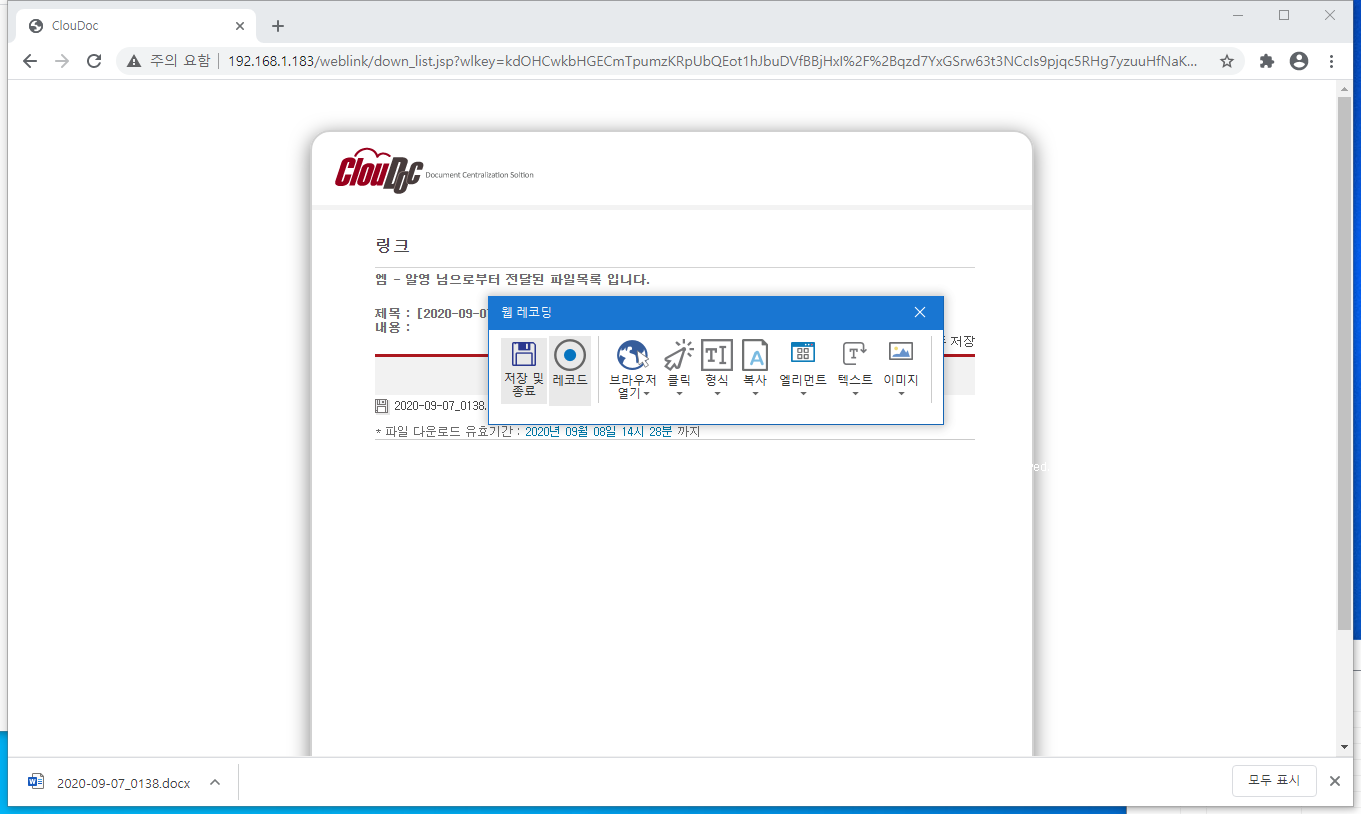 ClouDoc
주의 요함
192.168.1.183/weblink/down_list.jsp?wlkey=kdOHCwkbHGECmTpumzKRpUbQEot1hJbuDVfBBjHxI%2F%2Bqzd7YxGSrw63t3NCcIs9pjqc5RHg7yzuuHfNaK...
ClouDoc Document Centralization Soltion
링크
엠 - 알영 님으로부터 전달된 파일목록 입니다.
제목 : [2020-09-07
내용 :
저장
웹 레코딩
저장 및 종료
레코드
브라우저 열기
클릭
형식
복사
엘리먼트
텍스트
이미지
2020-09-07_0138.
* 파일 다운로드 유효기간 : 2020년 09월 08일 14시 28분 까지
2020-09-07_0138.docx
모두 표시